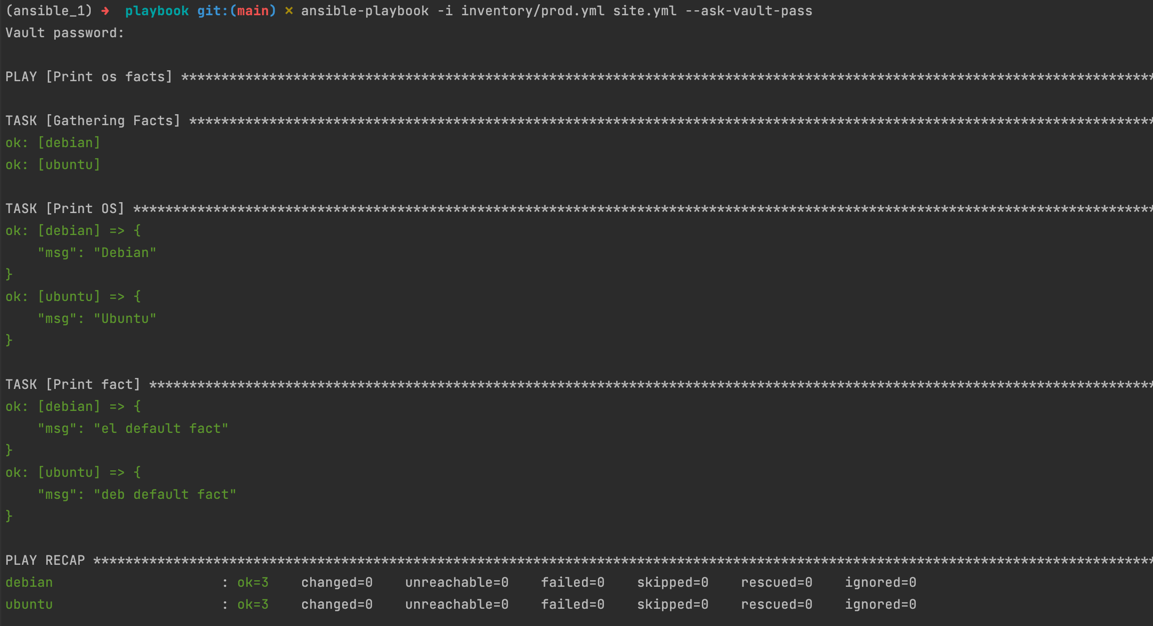 (ansible_1) ➜  playbook git:(main) ✗ ansible-playbook -i inventory/prod.yml site.yml --ask-vault-pass
Vault password:
PLAY [Print os facts] **************************************************************************************************************************
TASK [Gathering Facts] *************************************************************************************************************************
ok: [debian]
ok: [ubuntu]
TASK [Print OS] ********************************************************************************************************************************
ok: [debian] => {
    "msg": "Debian"
}
ok: [ubuntu] => {
    "msg": "Ubuntu"
}
TASK [Print fact] ******************************************************************************************************************************
ok: [debian] => {
    "msg": "el default fact"
}
ok: [ubuntu] => {
    "msg": "deb default fact"
}
PLAY RECAP *************************************************************************************************************************************
debian                     : ok=3    changed=0    unreachable=0    failed=0    skipped=0    rescued=0    ignored=0
ubuntu                     : ok=3    changed=0    unreachable=0    failed=0    skipped=0    rescued=0    ignored=0